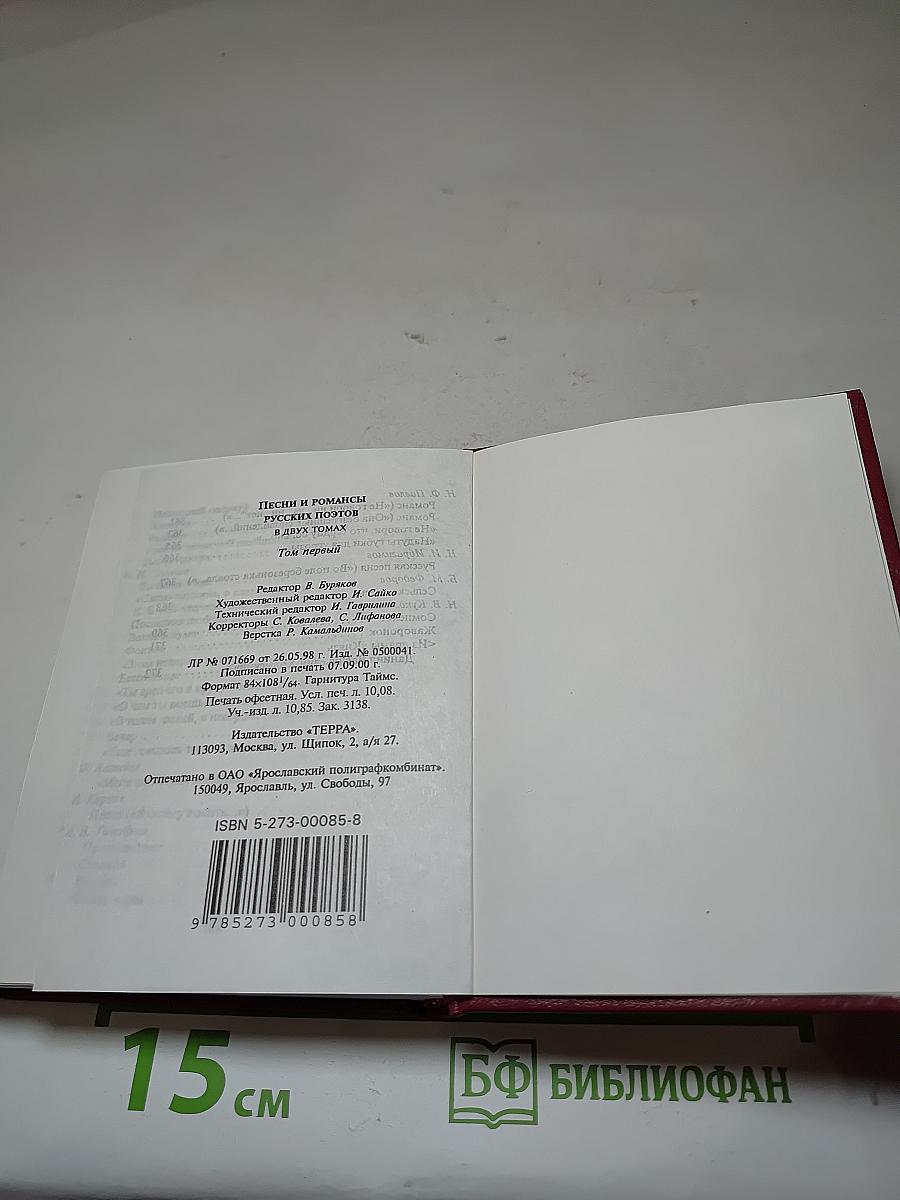 ПЕСНИ И РОМАНСЫ
РУССКИХ ПОЭТОВ
В ДВУХ ТОМАХ
Том первый
Редактор В. Буряков
Художественный редактор И. Сайко
Технический редактор И. Гаврилина
Корректоры С. Ковалева, С. Лифанова
Верстка Р. Камальдинов
ЛР № 071669 от 26.05.98 г. Изд. № 0500041.
Подписано в печать 07.09.00 г.
Формат 84×108¹/₆₄. Гарнитура Таймс.
Печать офсетная. Усл. печ. л. 10,08.
Уч.-изд. л. 10,85. Зак. 3138.
Издательство «ТЕРРА».
113093, Москва, ул. Щипок, 2, а/я 27.
Отпечатано в ОАО «Ярославский полиграфкомбинат».
150049, Ярославль, ул. Свободы, 97
ISBN 5-273-00085-8
9 785273 000858
15 см
БФ БИБЛИОФАН